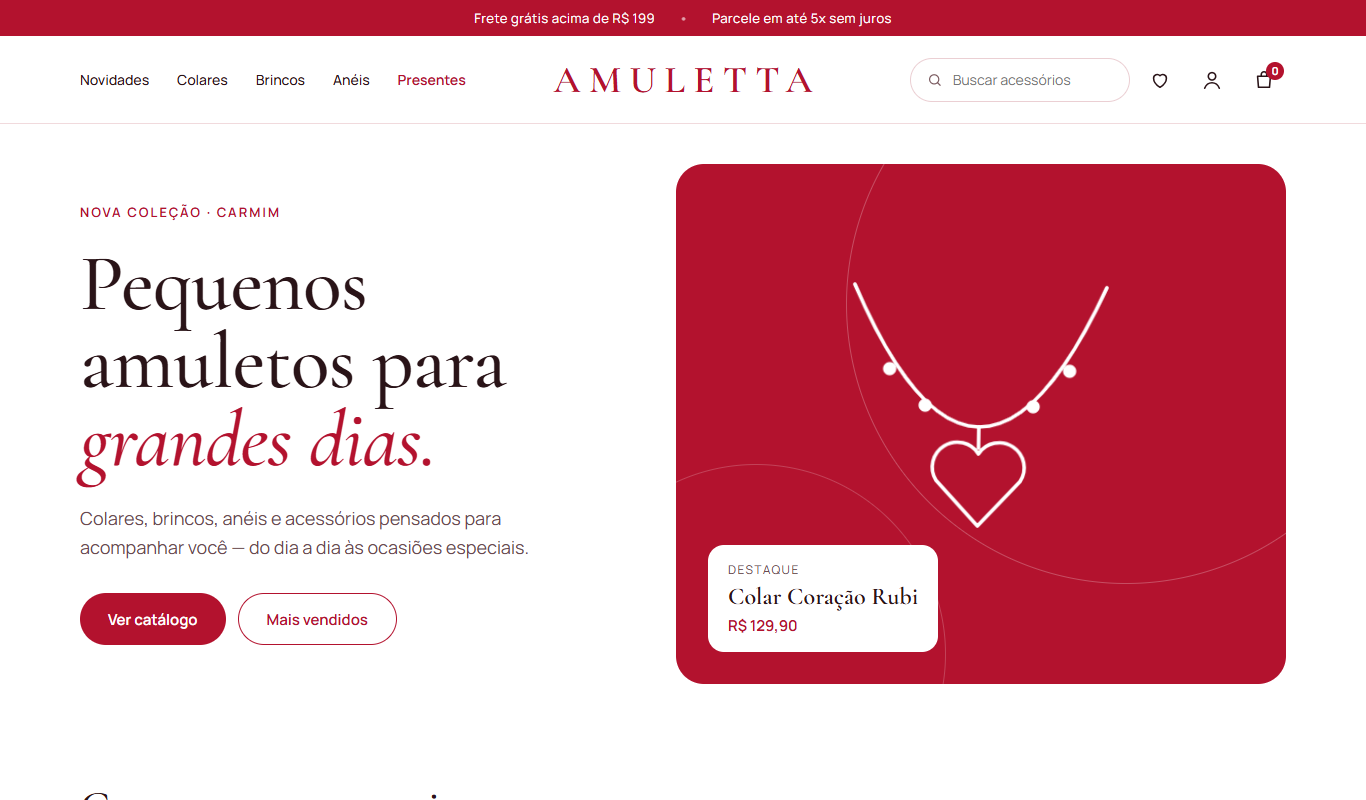 Frete grátis acima de R$ 199 • Parcele em até 5x sem juros
Novidades Colares Brincos Anéis Presentes
AMULETTA
Buscar acessórios
0
NOVA COLEÇÃO · CARMIM
Pequenos
amuletos para
grandes dias.
Colares, brincos, anéis e acessórios pensados para
acompanhar você — do dia a dia às ocasiões especiais.
Ver catálogo
Mais vendidos
DESTAQUE
Colar Coração Rubi
R$ 129,90